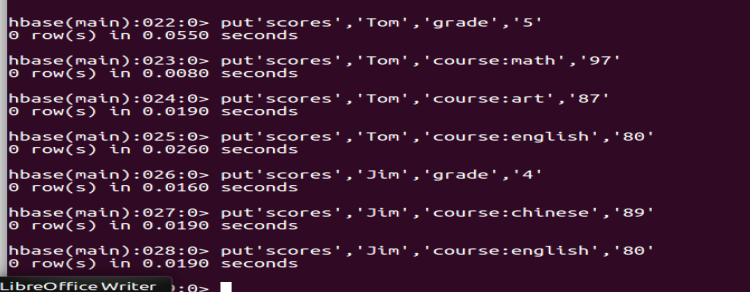 hbase(main):022:0> put'scores','Tom','grade','5'
0 row(s) in 0.0550 seconds
hbase(main):023:0> put'scores','Tom','course:math','97'
0 row(s) in 0.0080 seconds
hbase(main):024:0> put'scores','Tom','course:art','87'
0 row(s) in 0.0190 seconds
hbase(main):025:0> put'scores','Tom','course:english','80'
0 row(s) in 0.0260 seconds
hbase(main):026:0> put'scores','Jim','grade','4'
0 row(s) in 0.0160 seconds
hbase(main):027:0> put'scores','Jim','course:chinese','89'
0 row(s) in 0.0190 seconds
hbase(main):028:0> put'scores','Jim','course:english','80'
0 row(s) in 0.0190 seconds
LibreOffice Writer :0>